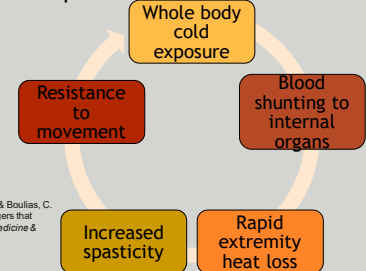 Whole body
cold
exposure
Blood
shunting to
internal
organs
Rapid
extremity
heat loss
Increased
spasticity
Resistance
to
movement
& Boulias, C.
gers that
edicine &